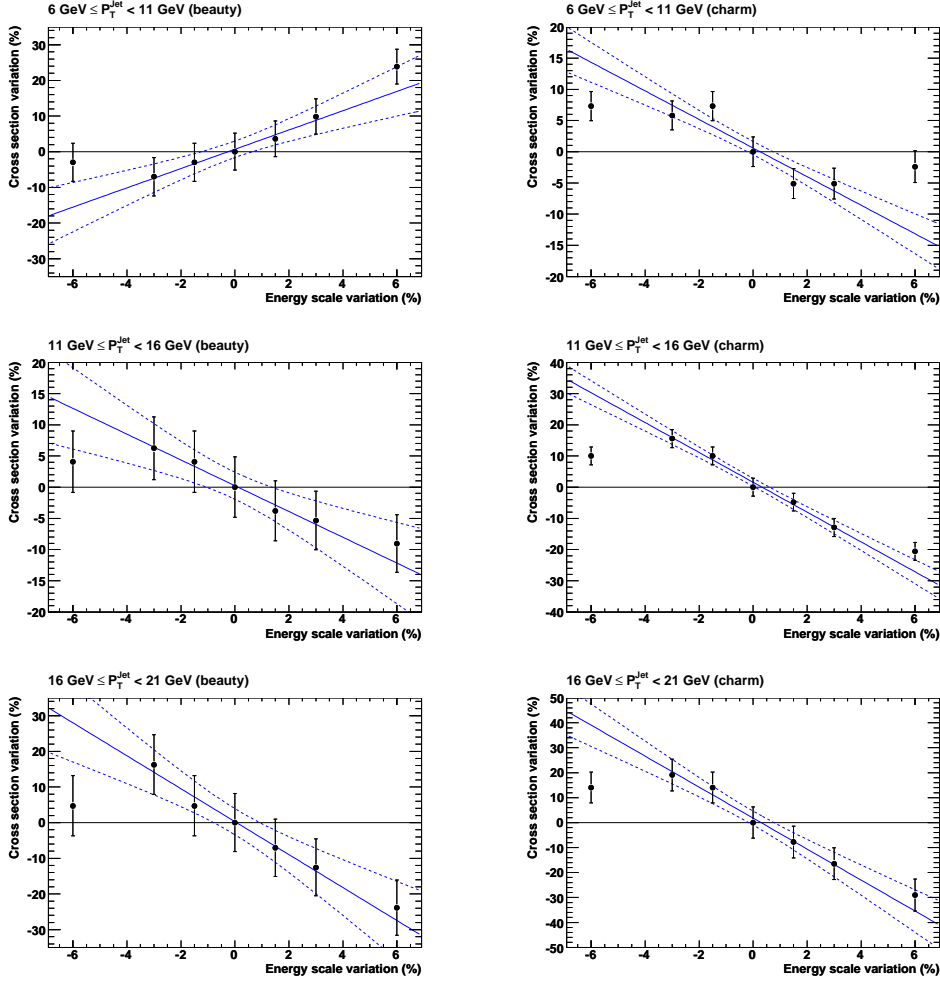 6 GeV ≤ P_T^Jet < 11 GeV (beauty)
Cross section variation (%)
30
20
10
0
-10
-20
-30
-6 -4 -2 0 2 4 6
Energy scale variation (%)
6 GeV ≤ P_T^Jet < 11 GeV (charm)
Cross section variation (%)
20
15
10
5
0
-5
-10
-15
-20
-6 -4 -2 0 2 4 6
Energy scale variation (%)
11 GeV ≤ P_T^Jet < 16 GeV (beauty)
Cross section variation (%)
20
15
10
5
0
-5
-10
-15
-20
-6 -4 -2 0 2 4 6
Energy scale variation (%)
11 GeV ≤ P_T^Jet < 16 GeV (charm)
Cross section variation (%)
40
30
20
10
0
-10
-20
-30
-40
-6 -4 -2 0 2 4 6
Energy scale variation (%)
16 GeV ≤ P_T^Jet < 21 GeV (beauty)
Cross section variation (%)
30
20
10
0
-10
-20
-30
-6 -4 -2 0 2 4 6
Energy scale variation (%)
16 GeV ≤ P_T^Jet < 21 GeV (charm)
Cross section variation (%)
50
40
30
20
10
0
-10
-20
-30
-40
-50
-6 -4 -2 0 2 4 6
Energy scale variation (%)